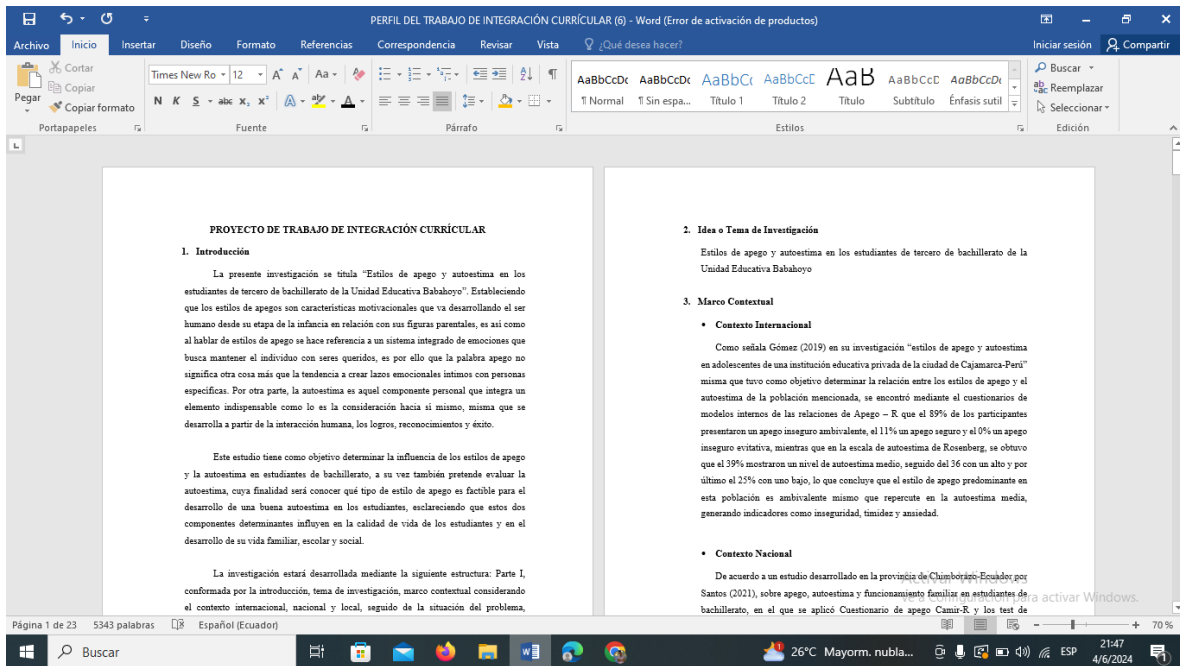 PERFIL DEL TRABAJO DE INTEGRACIÓN CURRÍCULAR (6) - Word (Error de activación de productos)
Archivo Inicio Insertar Diseño Formato Referencias Correspondencia Revisar Vista ¿Qué desea hacer? Iniciar sesión Compartir
Pegar
Cortar
Copiar
Copiar formato
Portapapeles
Times New Ro 12
N K S abc x₂ x²
Fuente
Párrafo
AaBbCcDc AaBbCcDc AaBbCc AaBbCcE AaB AaBbCcD AaBbCcDc
¶ Normal ¶ Sin espa... Título 1 Título 2 Título Subtítulo Énfasis sutil
Estilos
Buscar
Reemplazar
Seleccionar
Edición
PROYECTO DE TRABAJO DE INTEGRACIÓN CURRÍCULAR
1. Introducción
La presente investigación se titula “Estilos de apego y autoestima en los
estudiantes de tercero de bachillerato de la Unidad Educativa Babahoyo”. Estableciendo
que los estilos de apegos son características motivacionales que va desarrollando el ser
humano desde su etapa de la infancia en relación con sus figuras parentales, es así como
al hablar de estilos de apego se hace referencia a un sistema integrado de emociones que
busca mantener el individuo con seres queridos, es por ello que la palabra apego no
significa otra cosa más que la tendencia a crear lazos emocionales íntimos con personas
especificas. Por otra parte, la autoestima es aquel componente personal que integra un
elemento indispensable como lo es la consideración hacia sí mismo, misma que se
desarrolla a partir de la interacción humana, los logros, reconocimientos y éxito.
Este estudio tiene como objetivo determinar la influencia de los estilos de apego
y la autoestima en estudiantes de bachillerato, a su vez también pretende evaluar la
autoestima, cuya finalidad será conocer qué tipo de estilo de apego es factible para el
desarrollo de una buena autoestima en los estudiantes, esclareciendo que estos dos
componentes determinantes influyen en la calidad de vida de los estudiantes y en el
desarrollo de su vida familiar, escolar y social.
La investigación estará desarrollada mediante la siguiente estructura: Parte I,
conformada por la introducción, tema de investigación, marco contextual considerando
el contexto internacional, nacional y local, seguido de la situación del problema,
2. Idea o Tema de Investigación
Estilos de apego y autoestima en los estudiantes de tercero de bachillerato de la
Unidad Educativa Babahoyo
3. Marco Contextual
• Contexto Internacional
Como señala Gómez (2019) en su investigación “estilos de apego y autoestima
en adolescentes de una institución educativa privada de la ciudad de Cajamarca-Perú”
misma que tuvo como objetivo determinar la relación entre los estilos de apego y el
autoestima de la población mencionada, se encontró mediante el cuestionarios de
modelos internos de las relaciones de Apego – R que el 89% de los participantes
presentaron un apego inseguro ambivalente, el 11% un apego seguro y el 0% un apego
inseguro evitativa, mientras que en la escala de autoestima de Rosenberg, se obtuvo
que el 39% mostraron un nivel de autoestima medio, seguido del 36 con un alto y por
último el 25% con uno bajo, lo que concluye que el estilo de apego predominante en
esta población es ambivalente mismo que repercute en la autoestima media,
generando indicadores como inseguridad, timidez y ansiedad.
• Contexto Nacional
De acuerdo a un estudio desarrollado en la provincia de Chimborazo-Ecuador por
Santos (2021), sobre apego, autoestima y funcionamiento familiar en estudiantes de
bachillerato, en el que se aplicó Cuestionario de apego Camir-R y los test de
Activar Windows
Ve a Configuración para activar Windows.
Página 1 de 23 5343 palabras Español (Ecuador) 70 %
Buscar 26°C Mayorm. nubla... ESP 21:47
4/6/2024